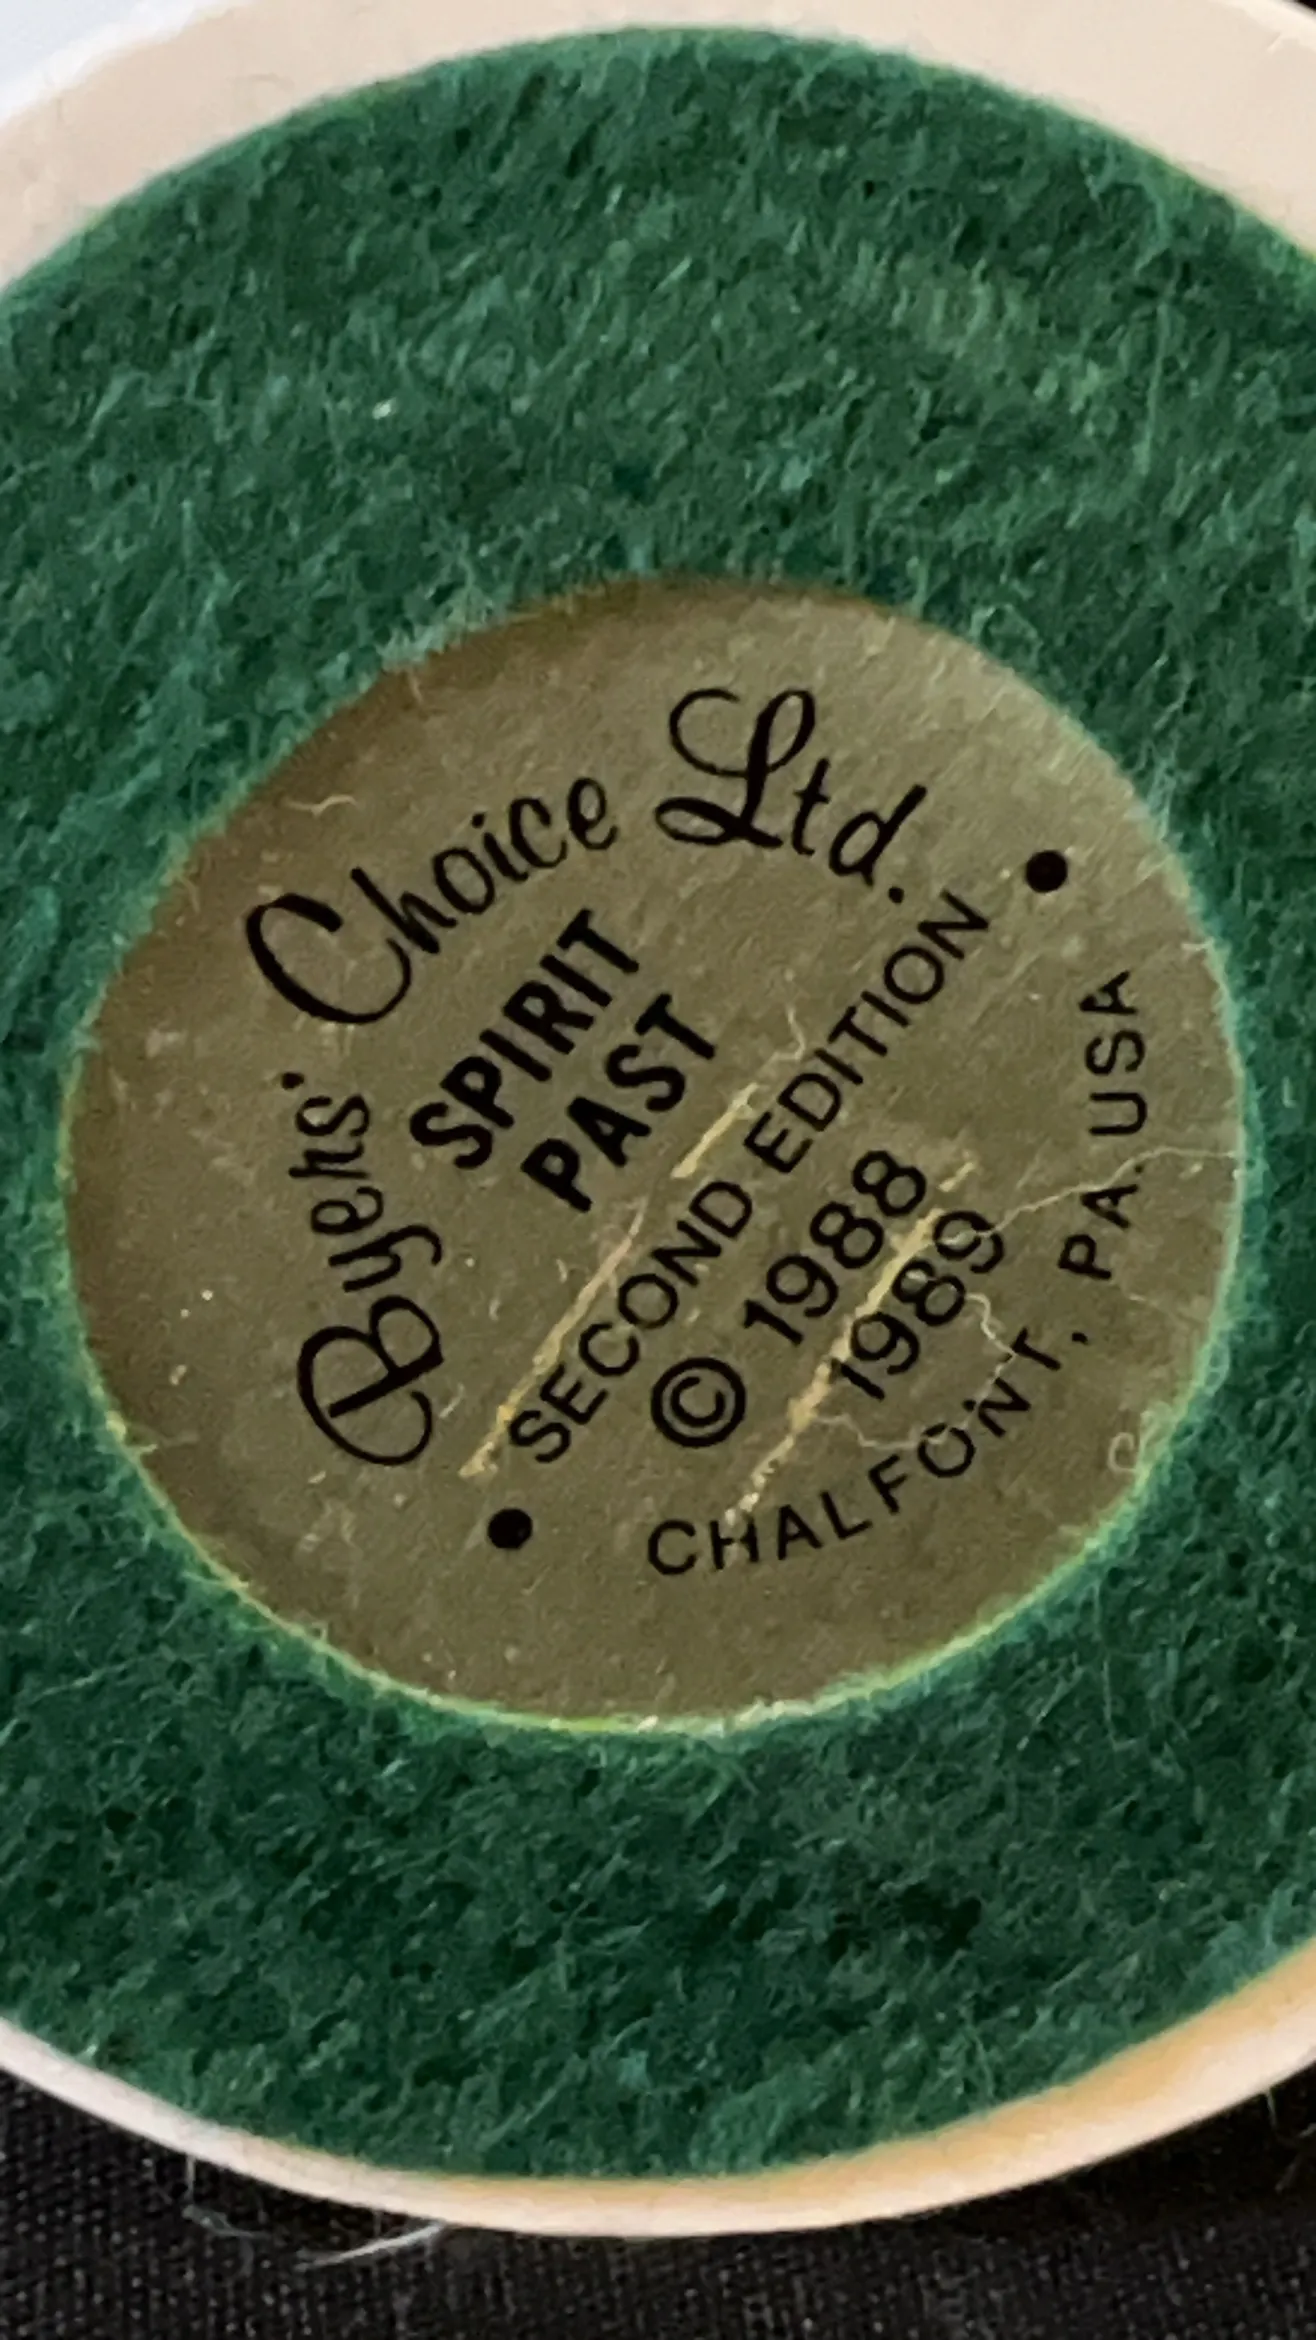 Byers' Choice Ltd.
SPIRIT
PAST
SECOND EDITION
© 1988
1989
CHALFONT, PA. USA